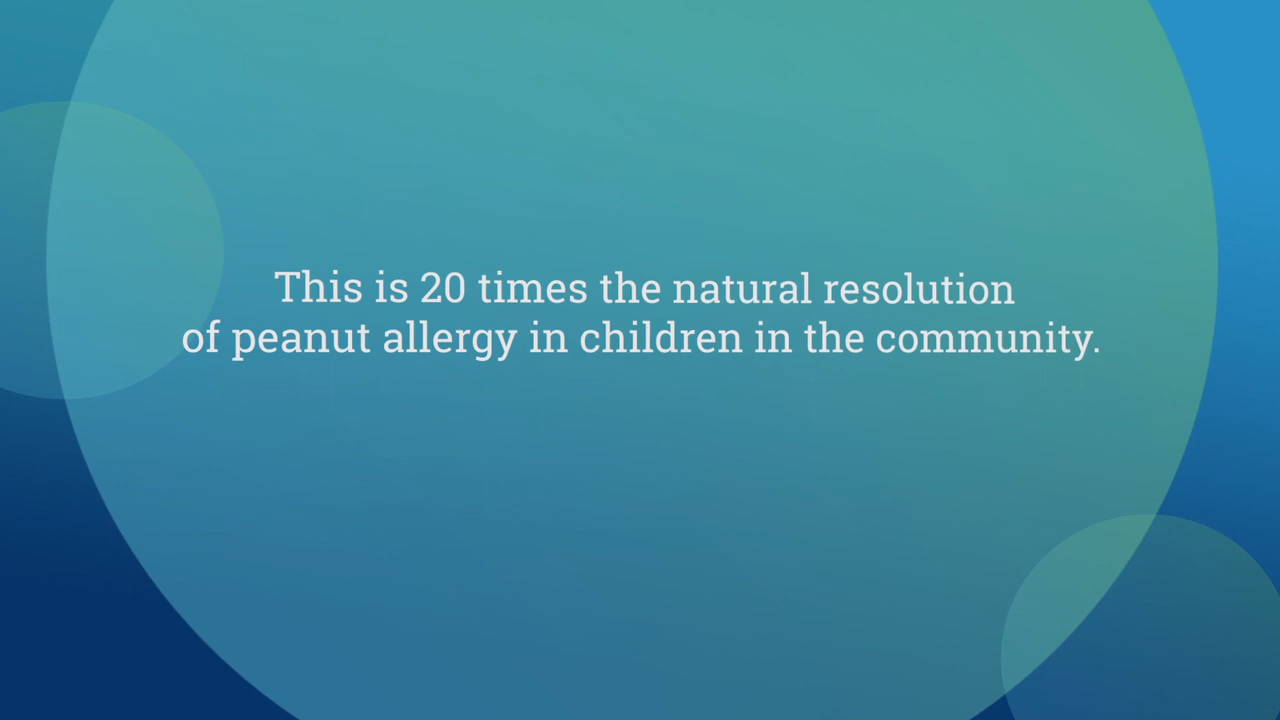 This is 20 times the natural resolution
of peanut allergy in children in the community.